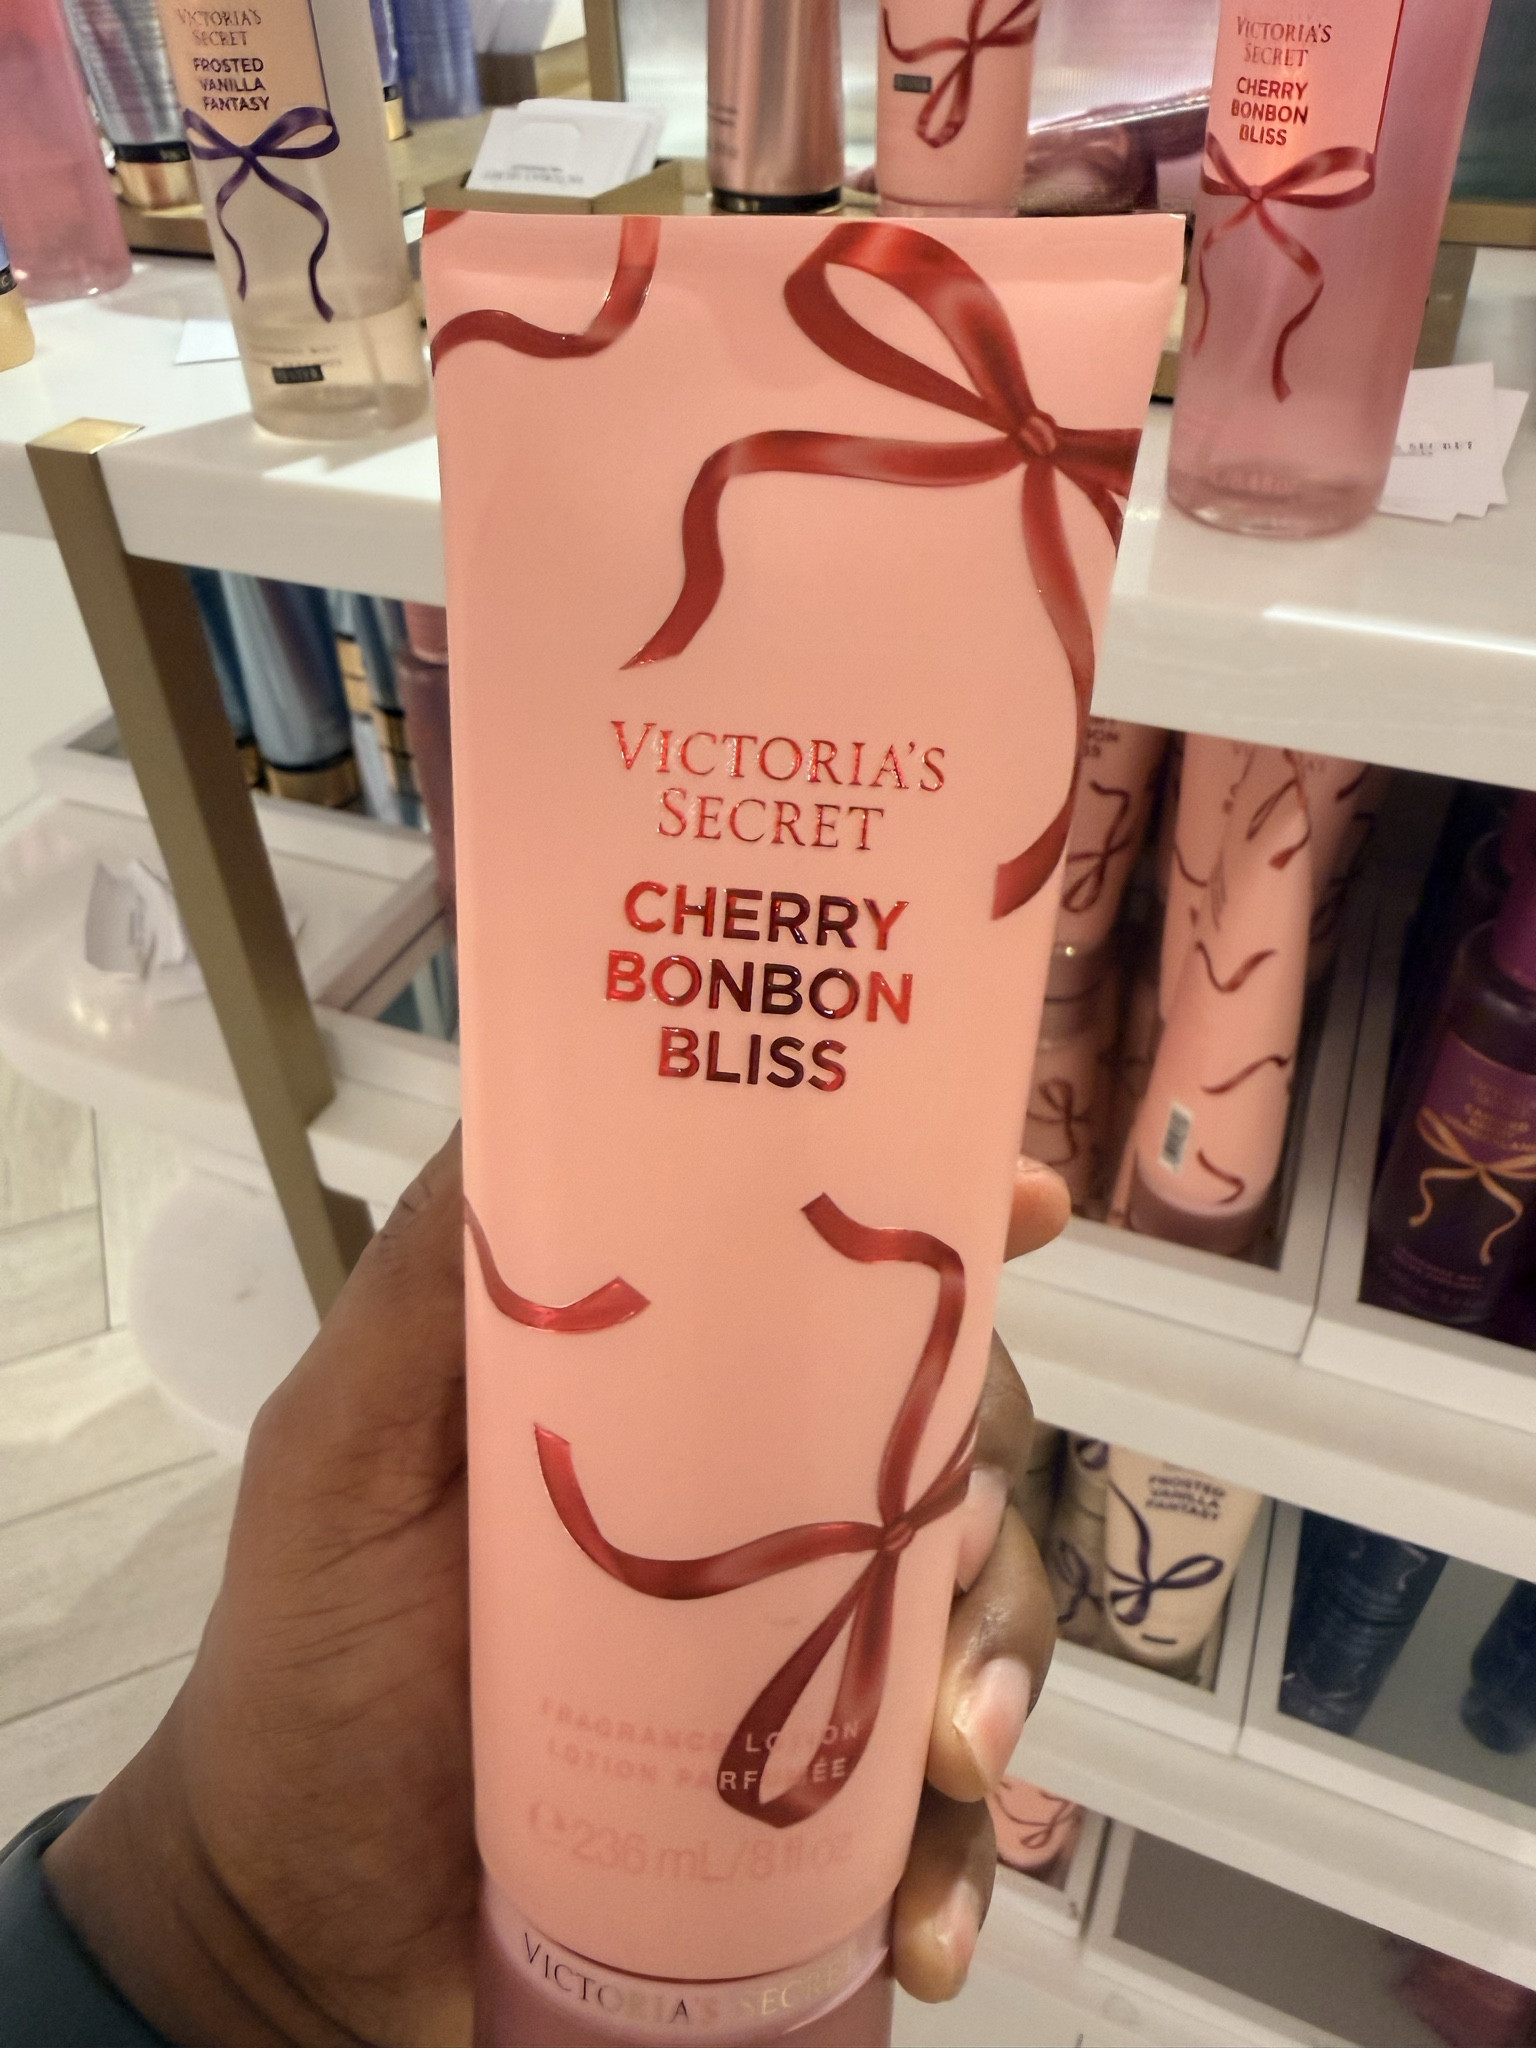 VICTORIA'S
SECRET
FROSTED
VANILLA
FANTASY
VICTORIA'S
SECRET
CHERRY
BONBON
BLISS
VICTORIA'S
SECRET
CHERRY
BONBON
BLISS
FRAGRANCE LOTION
LOTION PARFUMÉE
236 mL/8 fl oz
VICTORIA'S SECRET
FROSTED
VANILLA
FANTASY